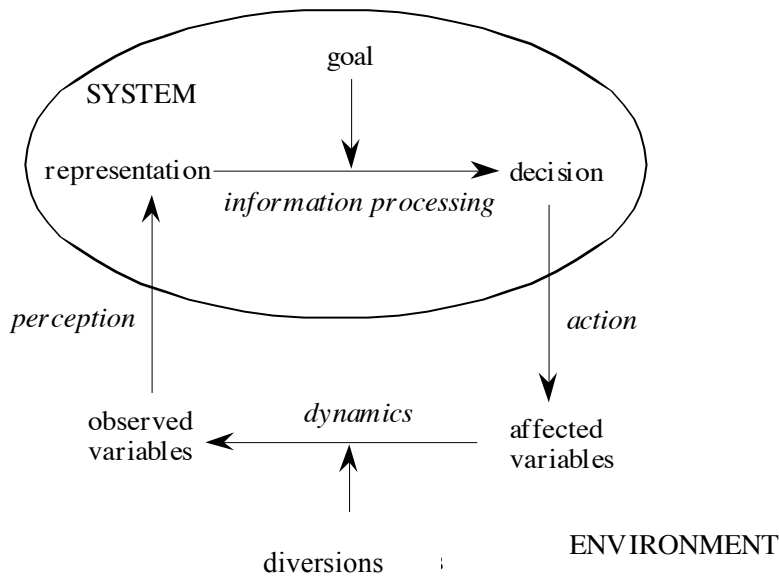 goal
SYSTEM
representation
decision
information processing
perception
action
observed
variables
dynamics
affected
variables
diversions
ENVIRONMENT